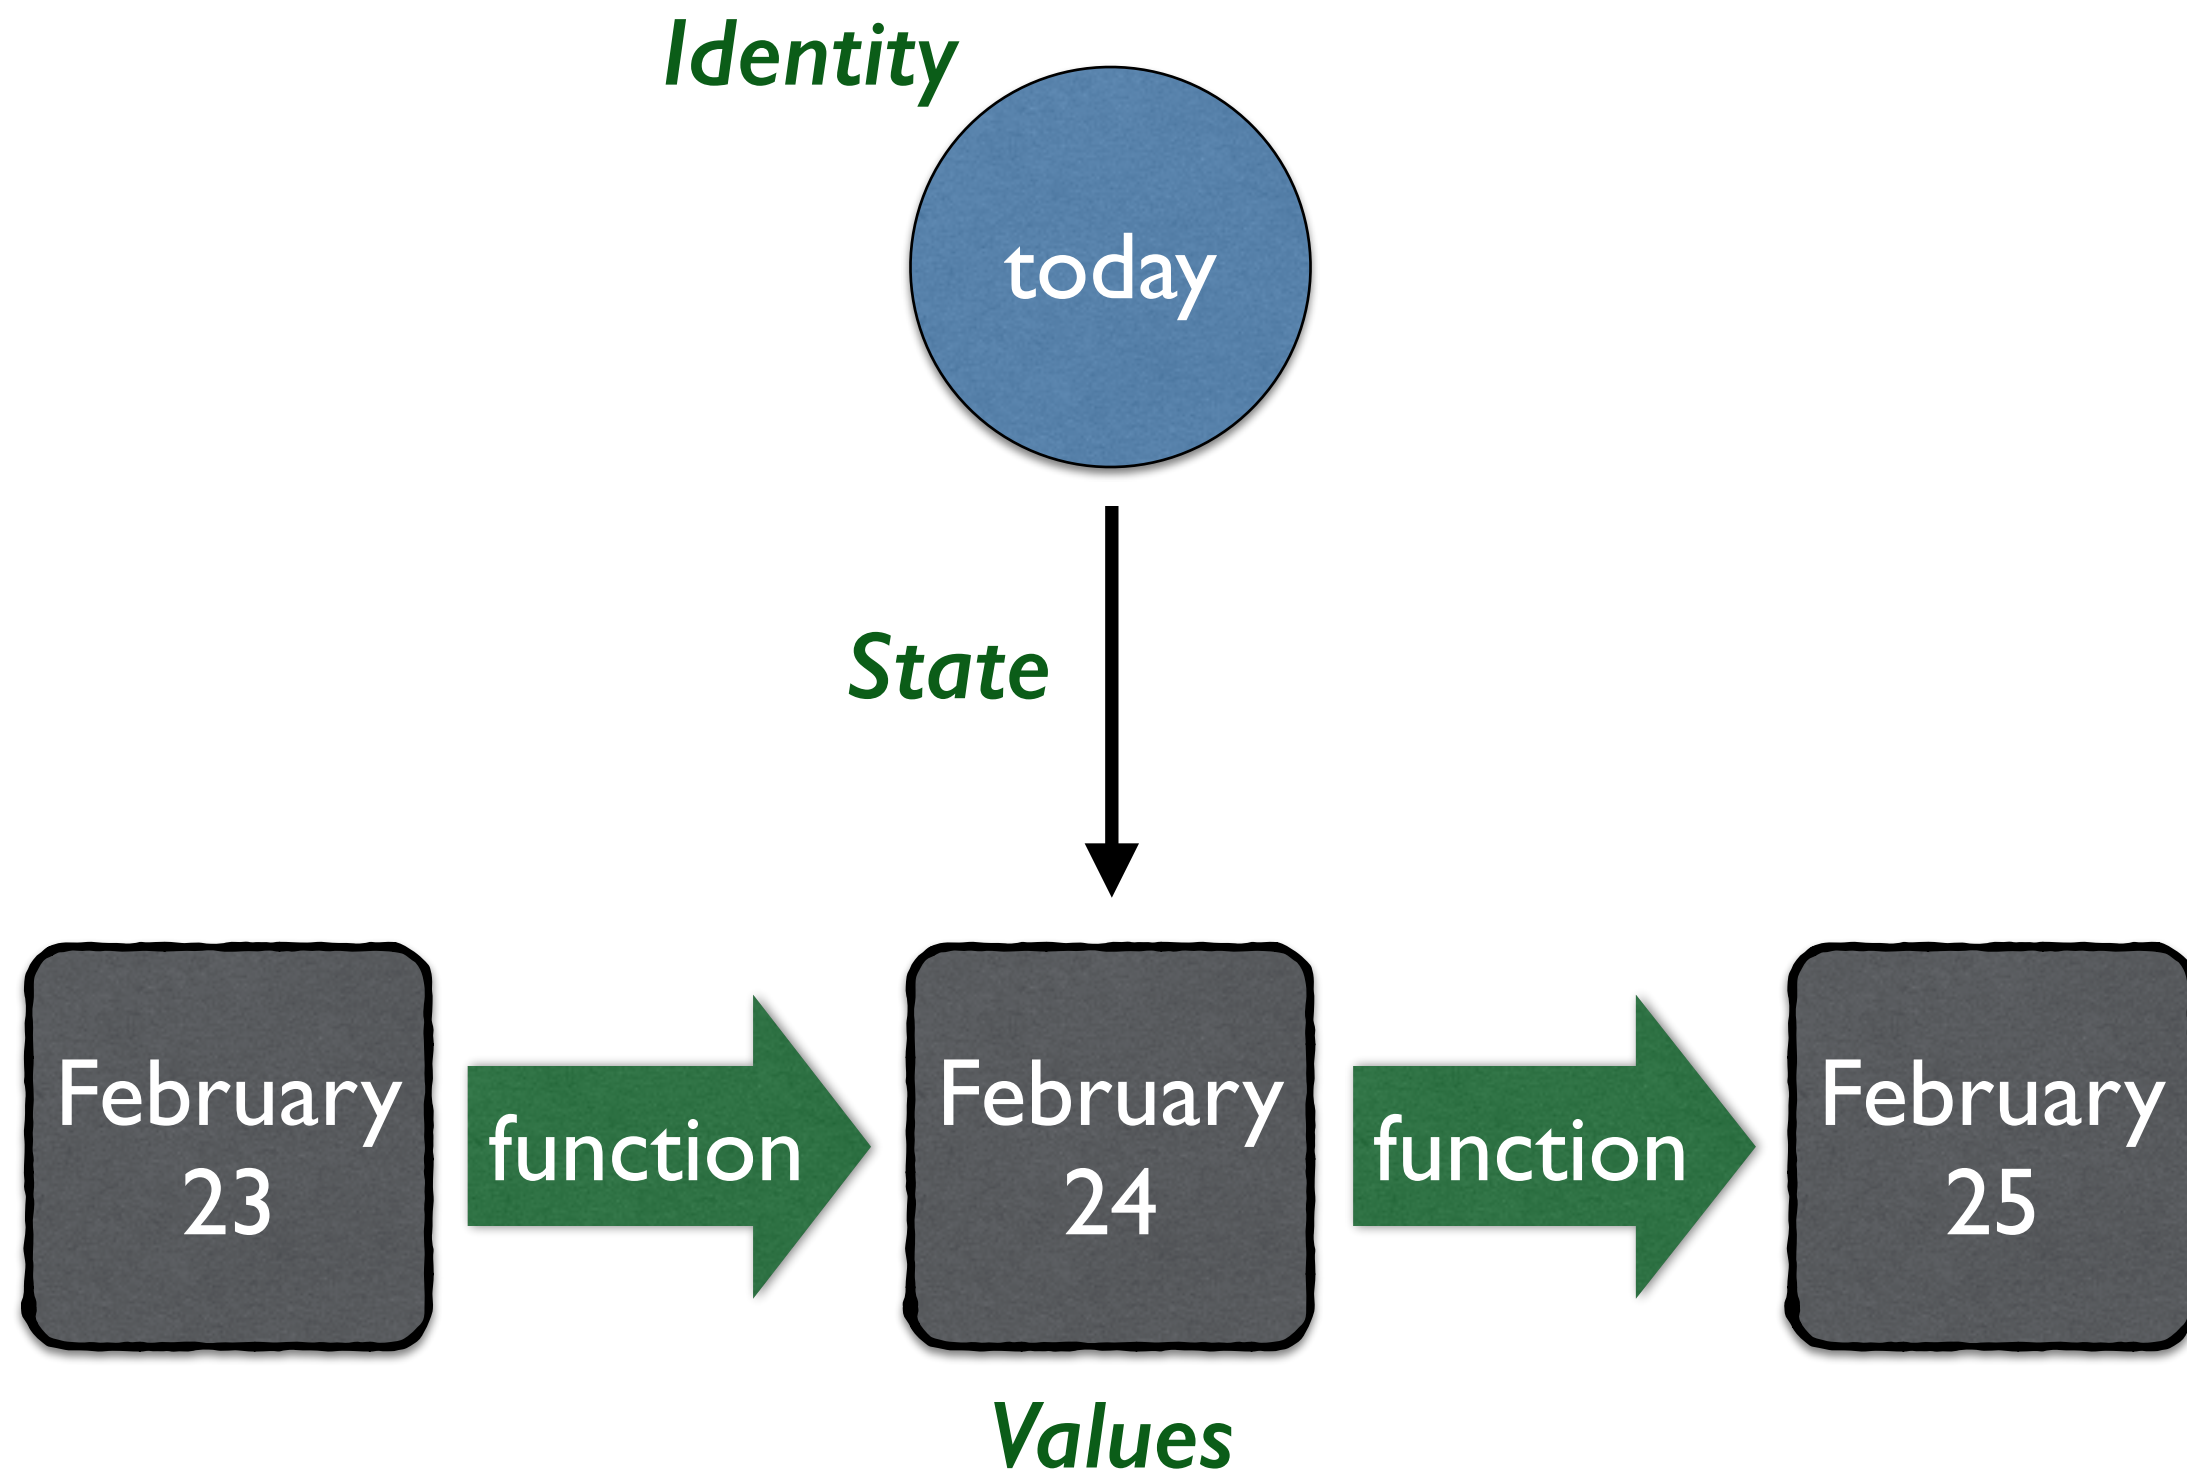 Identity
today
State
February
23
function
February
24
function
February
25
Values